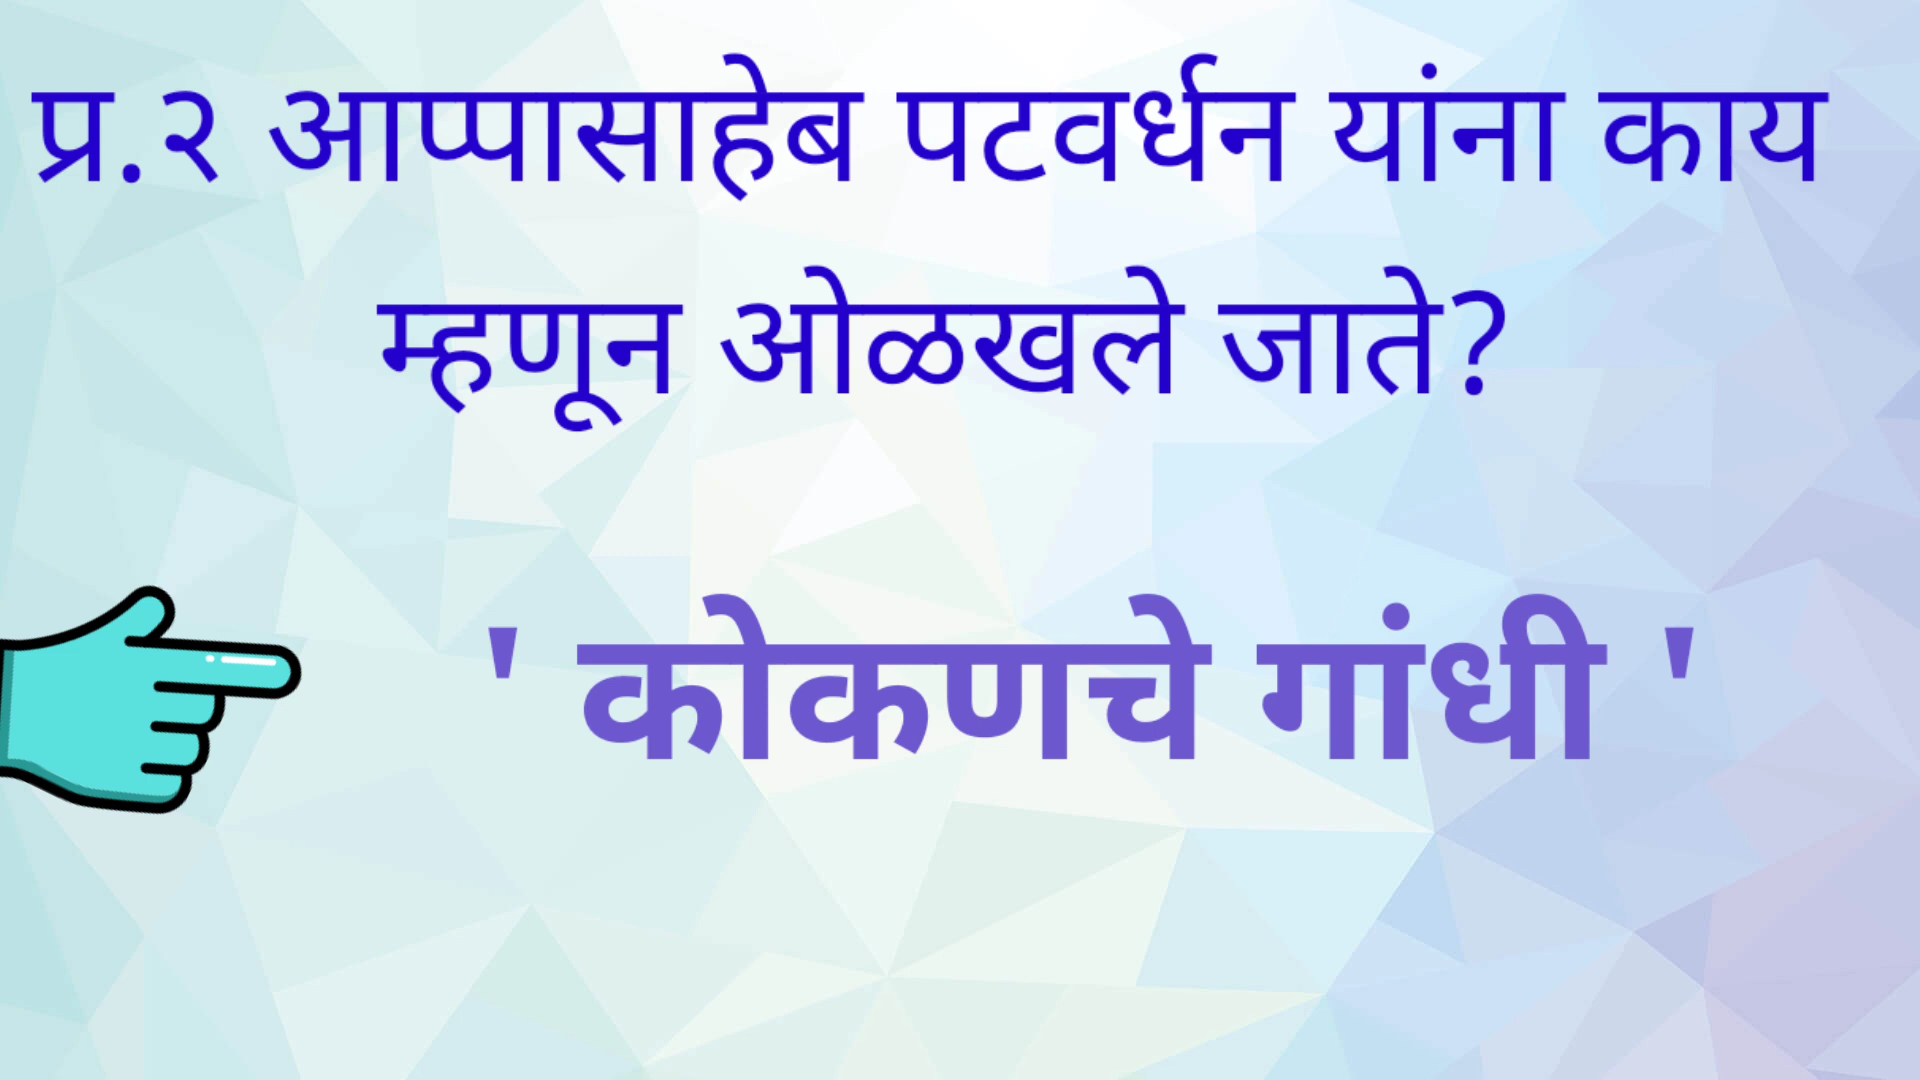 प्र.२ आप्पासाहेब पटवर्धन यांना काय
म्हणून ओळखले जाते?
' कोकणचे गांधी '